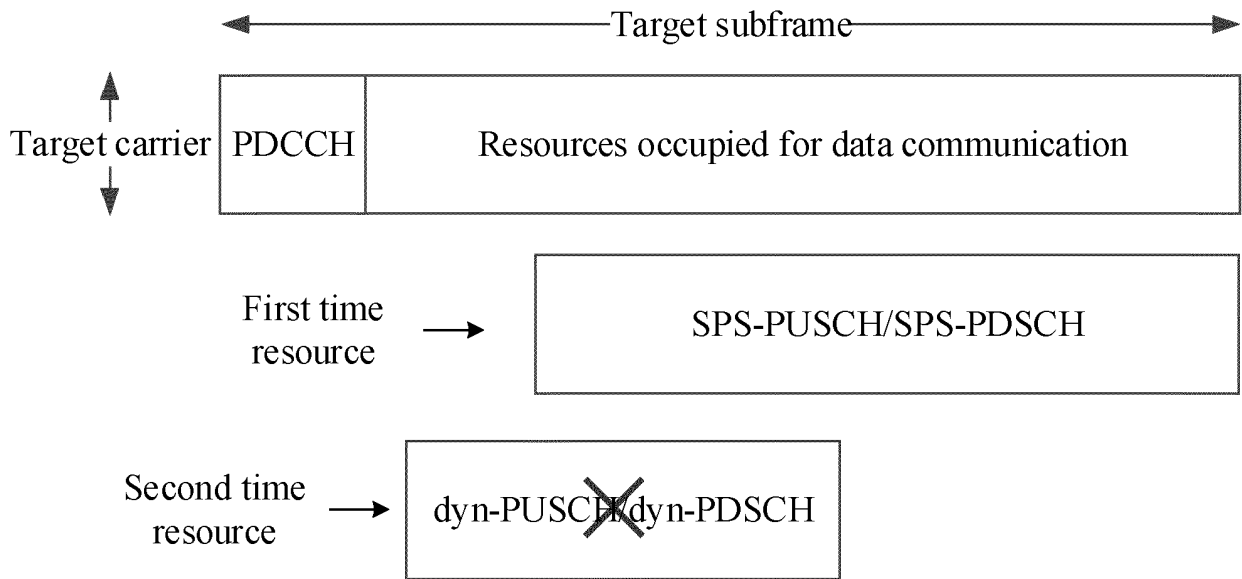 Target subframe
Target carrier
PDCCH
Resources occupied for data communication
First time
resource
SPS-PUSCH/SPS-PDSCH
Second time
resource
dyn-PUSCH/dyn-PDSCH